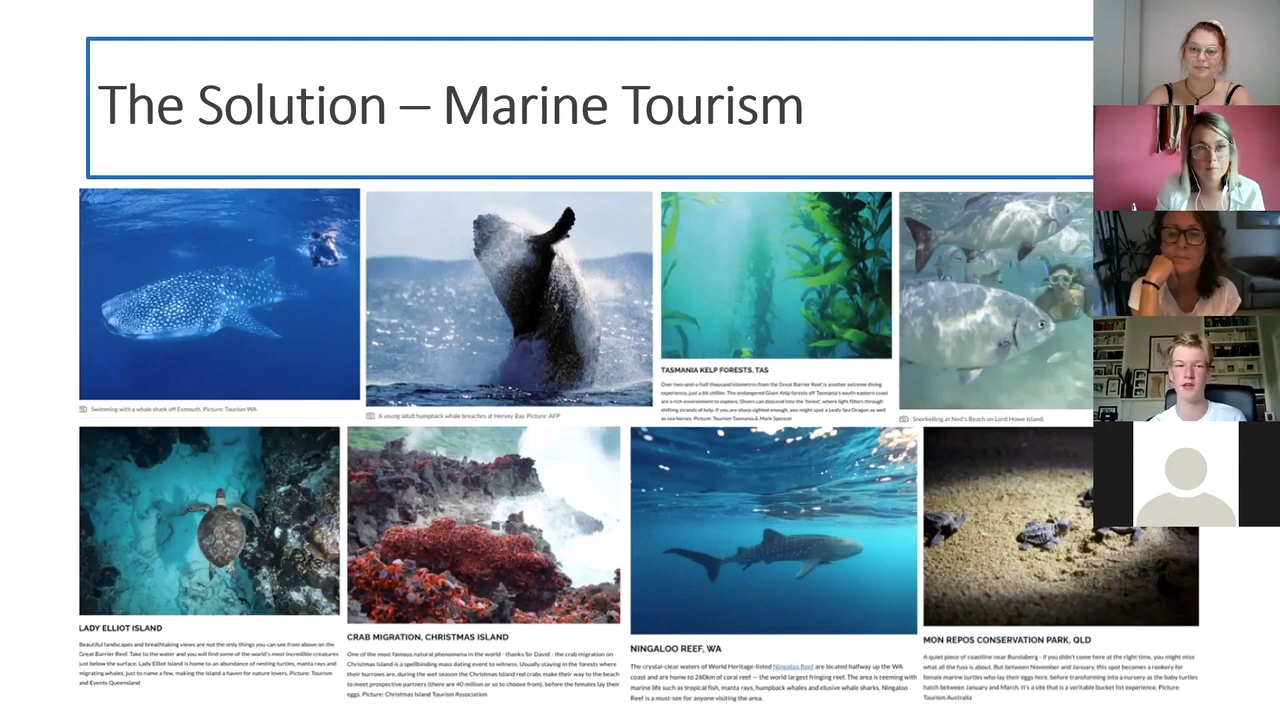 The Solution – Marine Tourism
Swimming with a whale shark off Exmouth. Picture: Tourism WA
A young adult humpback whale breaches at Hervey Bay. Picture: AFP
TASMANIA KELP FORESTS, TAS
Over two-and-a-half thousand kilometres from the Great Barrier Reef is another extreme diving
experience, just a bit chillier. The endangered Giant Kelp forests off Tasmania's south-eastern coast
are a rich environment to explore. Divers can descend into the 'forest', where light filters through
shifting strands of kelp. If you are sharp sighted enough, you might spot a Leafy Sea Dragon as well
as sea horses. Picture: Tourism Tasmania & Mark Spencer
Snorkelling at Ned's Beach on Lord Howe Island.
LADY ELLIOT ISLAND
Beautiful landscapes and breathtaking views are not the only things you can see from above on the
Great Barrier Reef. Take to the water and you will find some of the world's most incredible creatures
just below the surface. Lady Elliot Island is home to an abundance of nesting turtles, manta rays and
migrating whales, just to name a few, making the island a haven for nature lovers. Picture: Tourism
and Events Queensland
CRAB MIGRATION, CHRISTMAS ISLAND
One of the most famous natural phenomena in the world - thanks Sir David - the crab migration on
Christmas Island is a spellbinding mass dating event to witness. Usually staying in the forests where
their burrows are, during the wet season the Christmas Island red crabs make their way to the beach
to meet prospective partners (there are 40 million or so to choose from), before the females lay their
eggs. Picture: Christmas Island Tourism Association
NINGALOO REEF, WA
The crystal-clear waters of World Heritage-listed Ningaloo Reef are located halfway up the WA
coast and are home to 260km of coral reef – the world largest fringing reef. The area is teeming with
marine life such as tropical fish, manta rays, humpback whales and elusive whale sharks. Ningaloo
Reef is a must-see for anyone visiting the area.
MON REPOS CONSERVATION PARK, QLD
A quiet piece of coastline near Bundaberg - if you didn't come here at the right time, you might miss
what all the fuss is about. But between November and January, this spot becomes a rookery for
female marine turtles who lay their eggs here, before transforming into a nursery as the baby turtles
hatch between January and March. It's a site that is a veritable bucket list experience. Picture:
Tourism Australia